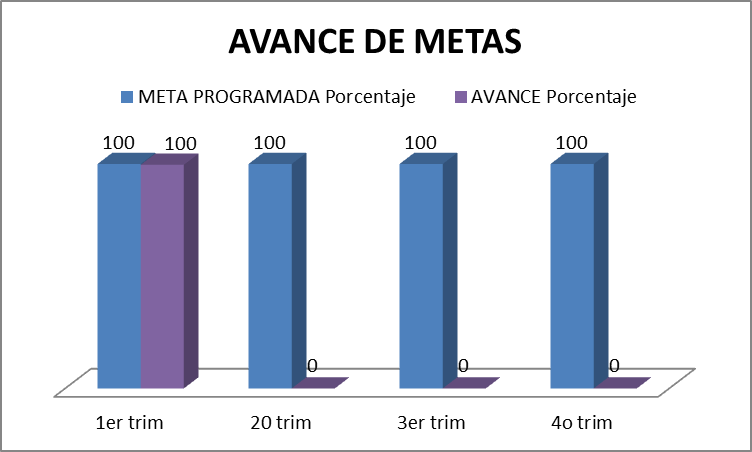 AVANCE DE METAS
META PROGRAMADA Porcentaje AVANCE Porcentaje
100 100 100 100 100
0 0 0
1er trim 20 trim 3er trim 4o trim